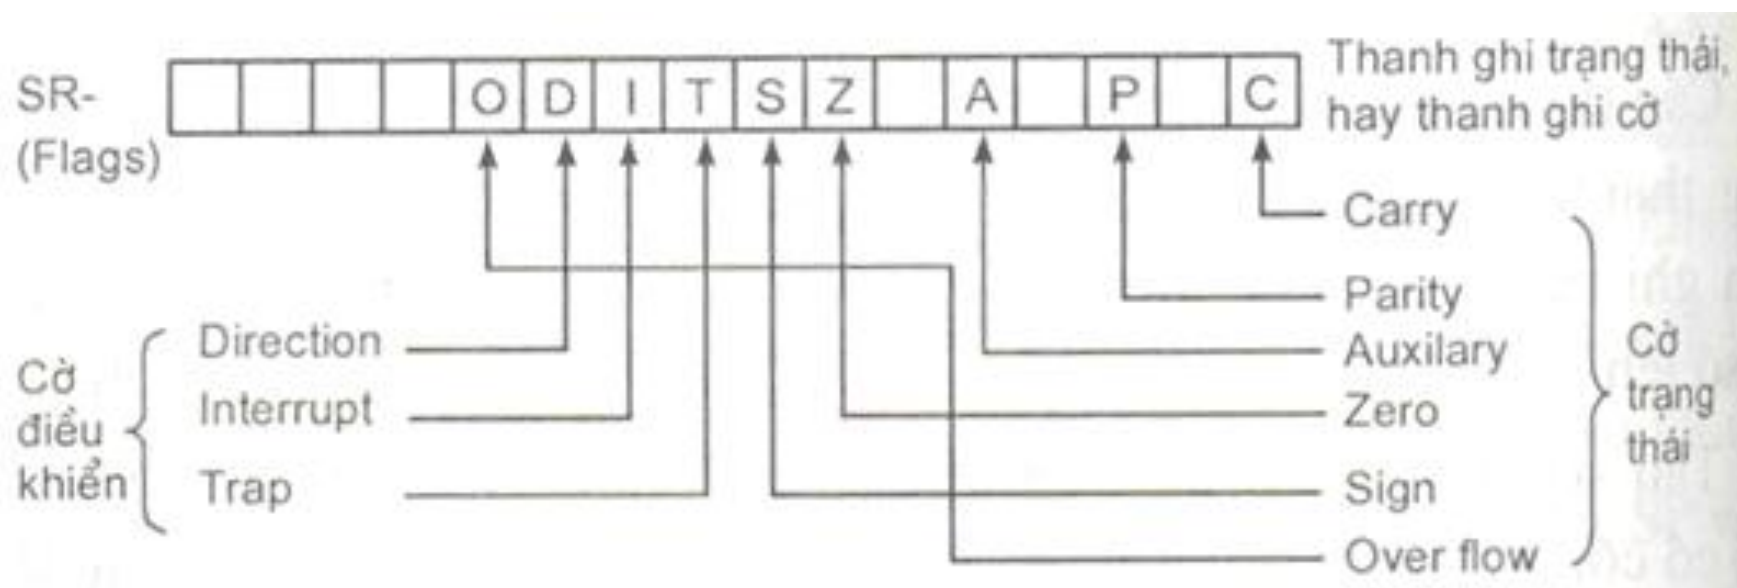 SR-
(Flags)
O D I T S Z A P C
Thanh ghi trạng thái,
hay thanh ghi cờ
Carry
Parity
Auxilary
Zero
Sign
Over flow
Cờ
trạng
thái
Direction
Interrupt
Trap
Cờ
điều
khiển